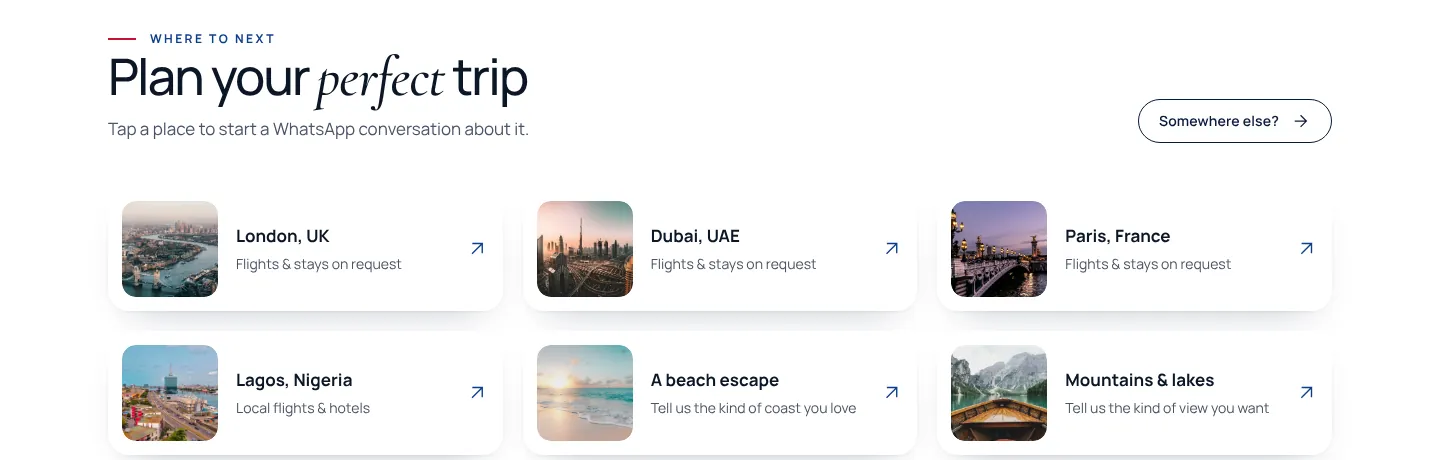 WHERE TO NEXT
Plan your perfect trip
Tap a place to start a WhatsApp conversation about it.
Somewhere else?
London, UK
Flights & stays on request
Dubai, UAE
Flights & stays on request
Paris, France
Flights & stays on request
Lagos, Nigeria
Local flights & hotels
A beach escape
Tell us the kind of coast you love
Mountains & lakes
Tell us the kind of view you want